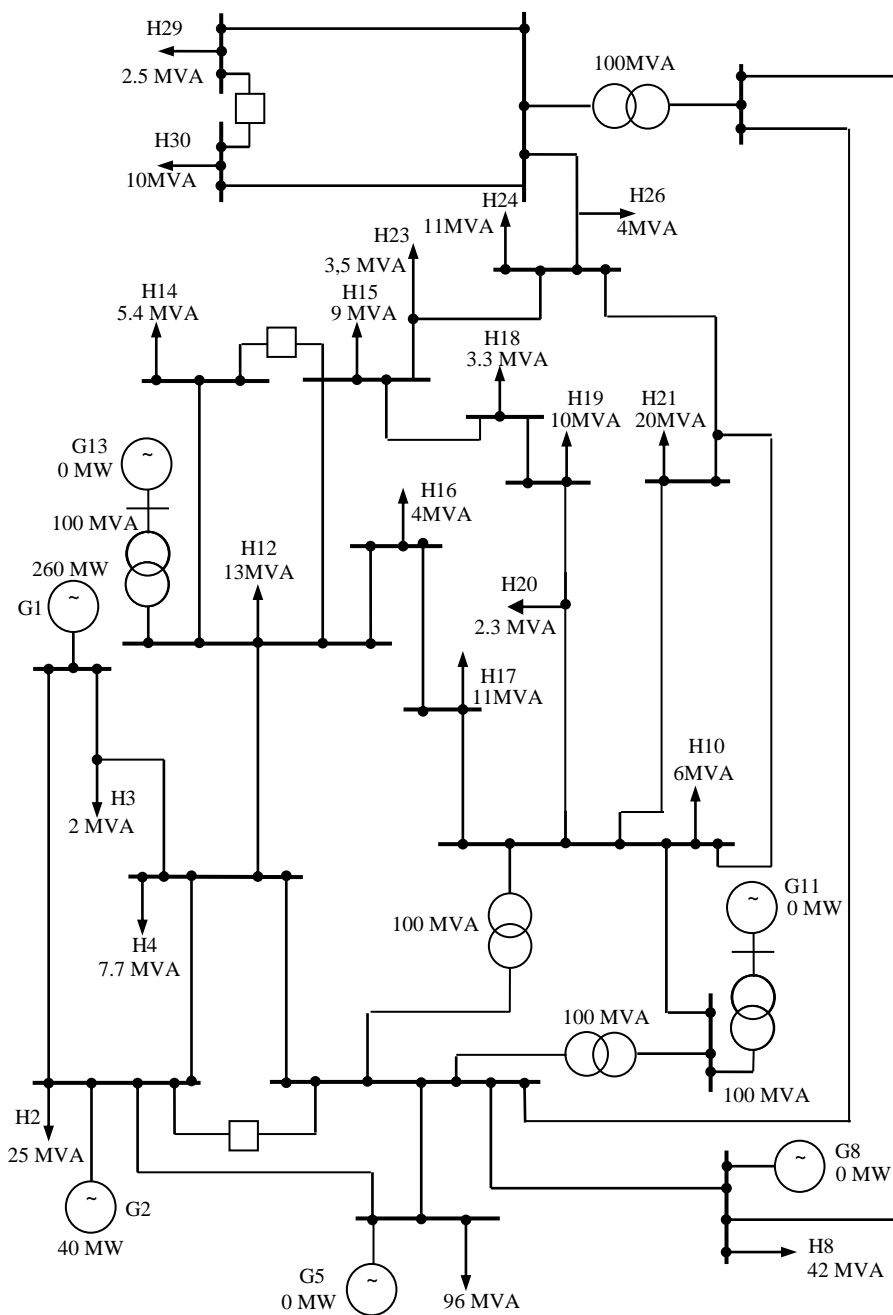 H29
2.5 MVA
100MVA
H30
10MVA
H24
11MVA
H26
4MVA
H23
3,5 MVA
H14
5.4 MVA
H15
9 MVA
H18
3.3 MVA
H19
10MVA
H21
20MVA
G13
0 MW
~
100 MVA
H16
4MVA
260 MW
G1
~
H12
13MVA
H20
2.3 MVA
H17
11MVA
H10
6MVA
H3
2 MVA
G11
0 MW
~
100 MVA
H4
7.7 MVA
100 MVA
100 MVA
H2
25 MVA
G2
~
40 MW
G8
0 MW
~
G5
0 MW
~
96 MVA
H8
42 MVA